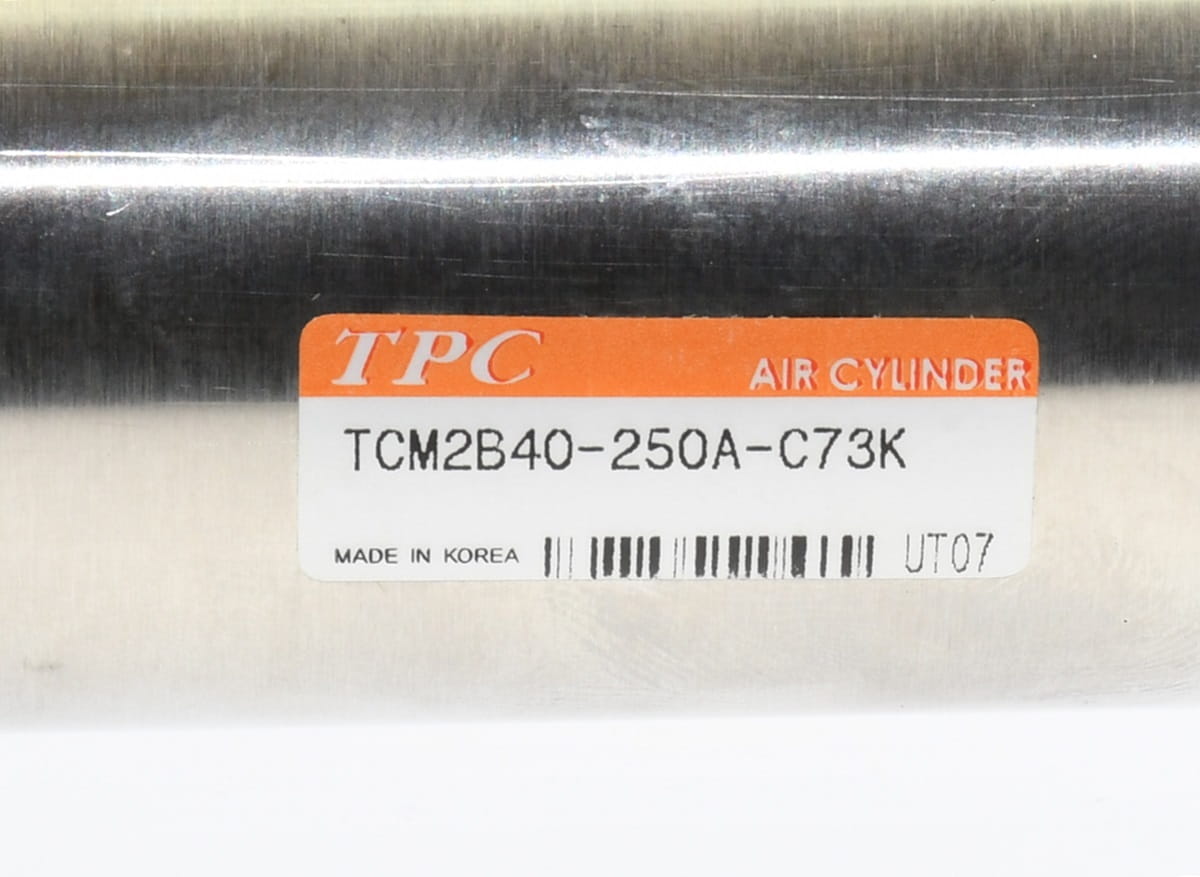 TPC AIR CYLINDER
TCM2B40-250A-C73K
MADE IN KOREA UT07